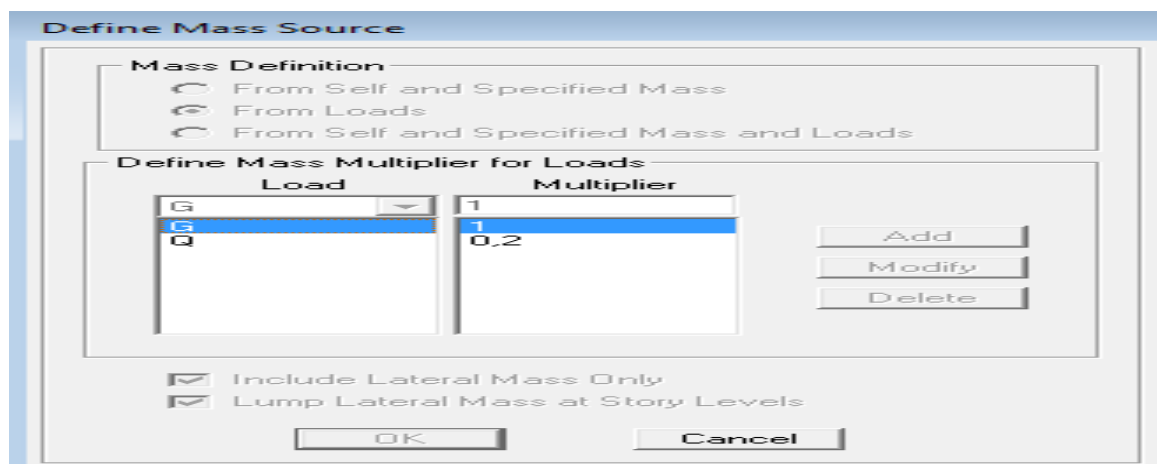 Define Mass Source
Mass Definition
From Self and Specified Mass
From Loads
From Self and Specified Mass and Loads
Define Mass Multiplier for Loads
Load Multiplier
G 1
G 1
Q 0,2
Add
Modify
Delete
Include Lateral Mass Only
Lump Lateral Mass at Story Levels
OK Cancel